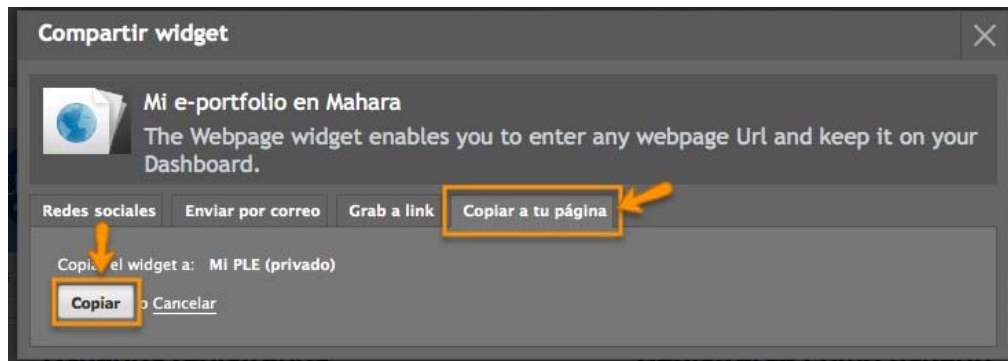 Compartir widget
Mi e-portfolio en Mahara
The Webpage widget enables you to enter any webpage Url and keep it on your
Dashboard.
Redes sociales Enviar por correo Grab a link Copiar a tu página
Copiar el widget a: Mi PLE (privado)
Copiar o Cancelar